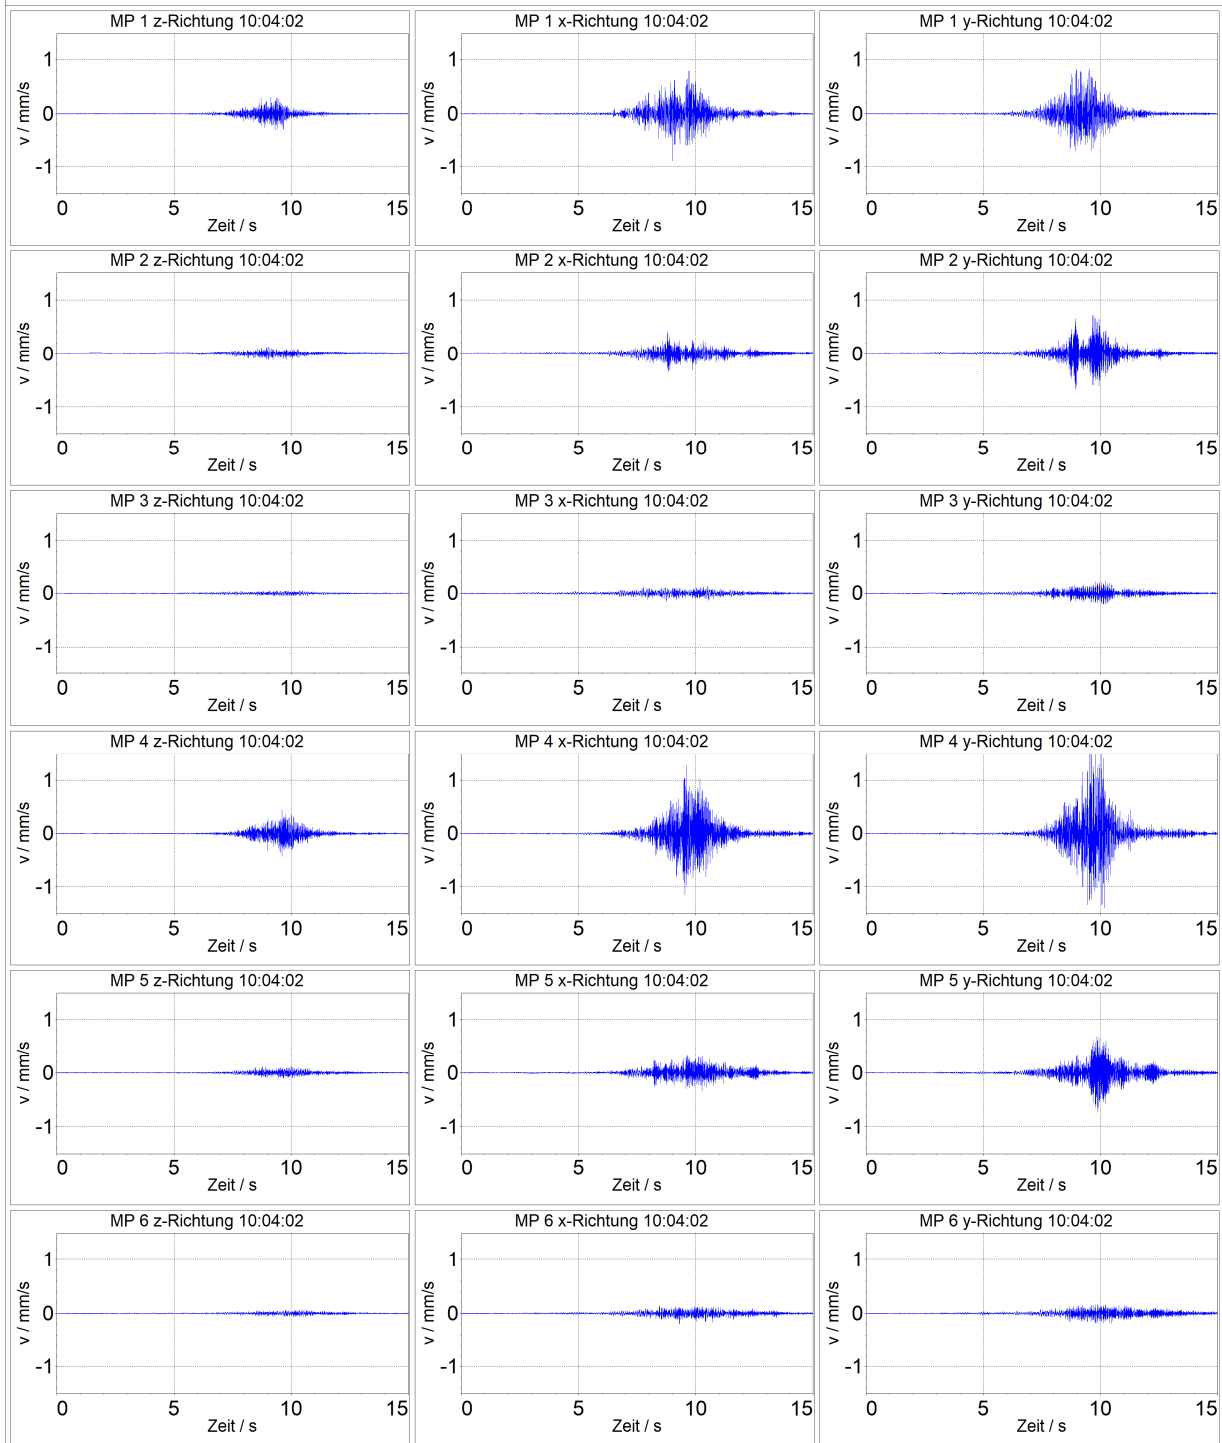 MP 1 z-Richtung 10:04:02
v / mm/s
1
0
-1
0 5 10 15
Zeit / s
MP 1 x-Richtung 10:04:02
v / mm/s
1
0
-1
0 5 10 15
Zeit / s
MP 1 y-Richtung 10:04:02
v / mm/s
1
0
-1
0 5 10 15
Zeit / s
MP 2 z-Richtung 10:04:02
v / mm/s
1
0
-1
0 5 10 15
Zeit / s
MP 2 x-Richtung 10:04:02
v / mm/s
1
0
-1
0 5 10 15
Zeit / s
MP 2 y-Richtung 10:04:02
v / mm/s
1
0
-1
0 5 10 15
Zeit / s
MP 3 z-Richtung 10:04:02
v / mm/s
1
0
-1
0 5 10 15
Zeit / s
MP 3 x-Richtung 10:04:02
v / mm/s
1
0
-1
0 5 10 15
Zeit / s
MP 3 y-Richtung 10:04:02
v / mm/s
1
0
-1
0 5 10 15
Zeit / s
MP 4 z-Richtung 10:04:02
v / mm/s
1
0
-1
0 5 10 15
Zeit / s
MP 4 x-Richtung 10:04:02
v / mm/s
1
0
-1
0 5 10 15
Zeit / s
MP 4 y-Richtung 10:04:02
v / mm/s
1
0
-1
0 5 10 15
Zeit / s
MP 5 z-Richtung 10:04:02
v / mm/s
1
0
-1
0 5 10 15
Zeit / s
MP 5 x-Richtung 10:04:02
v / mm/s
1
0
-1
0 5 10 15
Zeit / s
MP 5 y-Richtung 10:04:02
v / mm/s
1
0
-1
0 5 10 15
Zeit / s
MP 6 z-Richtung 10:04:02
v / mm/s
1
0
-1
0 5 10 15
Zeit / s
MP 6 x-Richtung 10:04:02
v / mm/s
1
0
-1
0 5 10 15
Zeit / s
MP 6 y-Richtung 10:04:02
v / mm/s
1
0
-1
0 5 10 15
Zeit / s